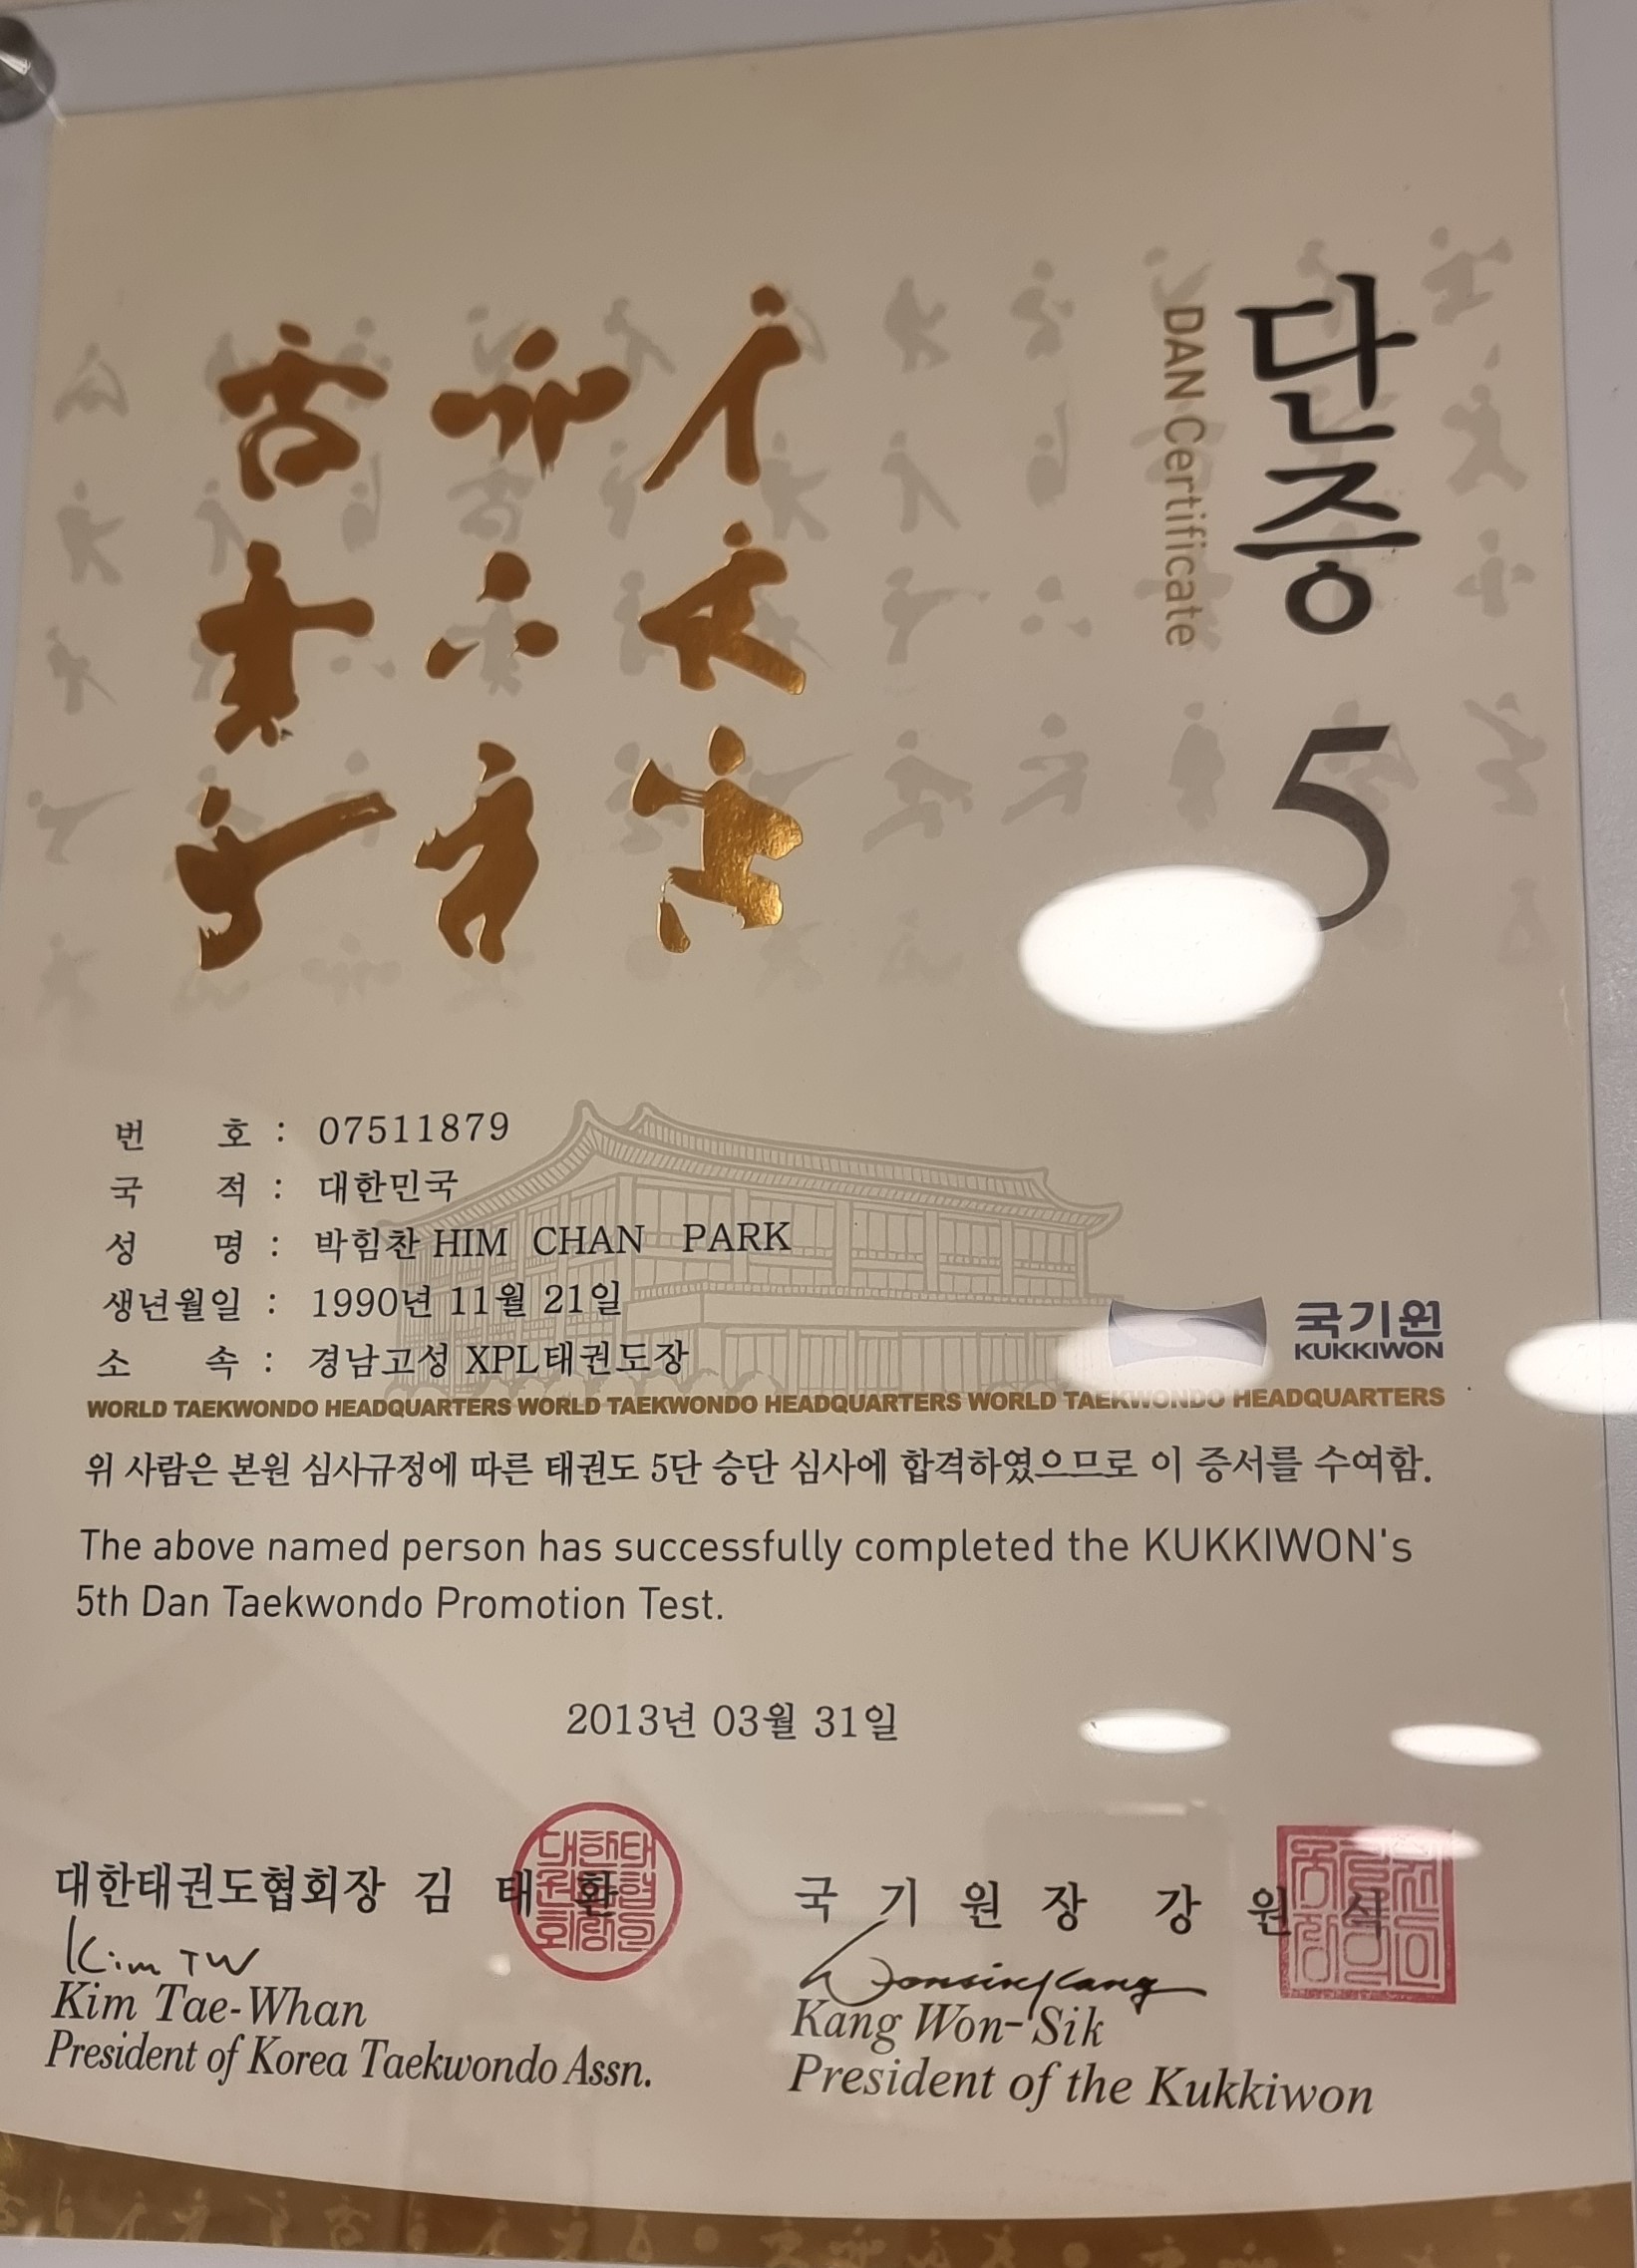 단증 5
DAN Certificate
번 호 : 07511879
국 적 : 대한민국
성 명 : 박힘찬 HIM CHAN PARK
생년월일 : 1990년 11월 21일
소 속 : 경남고성 XPL태권도장
국기원
KUKKIWON
WORLD TAEKWONDO HEADQUARTERS WORLD TAEKWONDO HEADQUARTERS WORLD TAEKWONDO HEADQUARTERS
위 사람은 본원 심사규정에 따른 태권도 5단 승단 심사에 합격하였으므로 이 증서를 수여함.
The above named person has successfully completed the KUKKIWON's
5th Dan Taekwondo Promotion Test.
2013년 03월 31일
대한태권도협회장 김 태 환
Kim TW
Kim Tae-Whan
President of Korea Taekwondo Assn.
국 기 원 장 강 원 식
Kang Won-Sik
President of the Kukkiwon